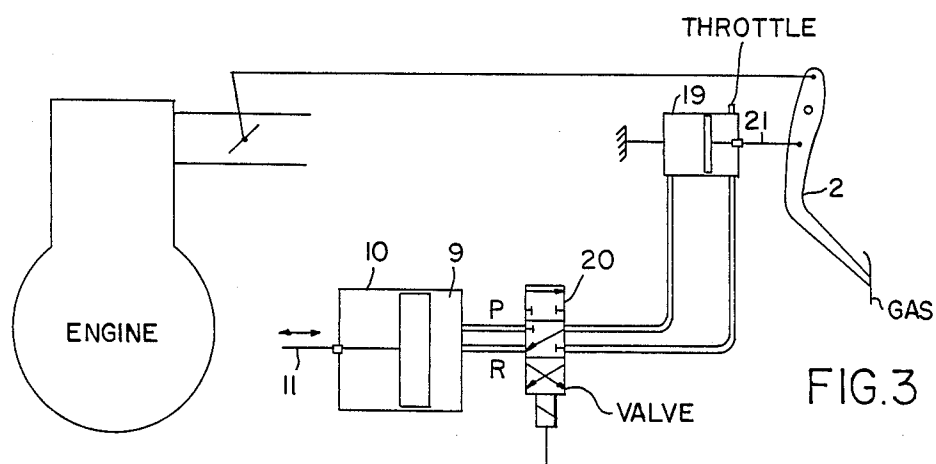 THROTTLE
19
21
2
10
9
20
P
GAS
ENGINE
R
11
VALVE
FIG.3